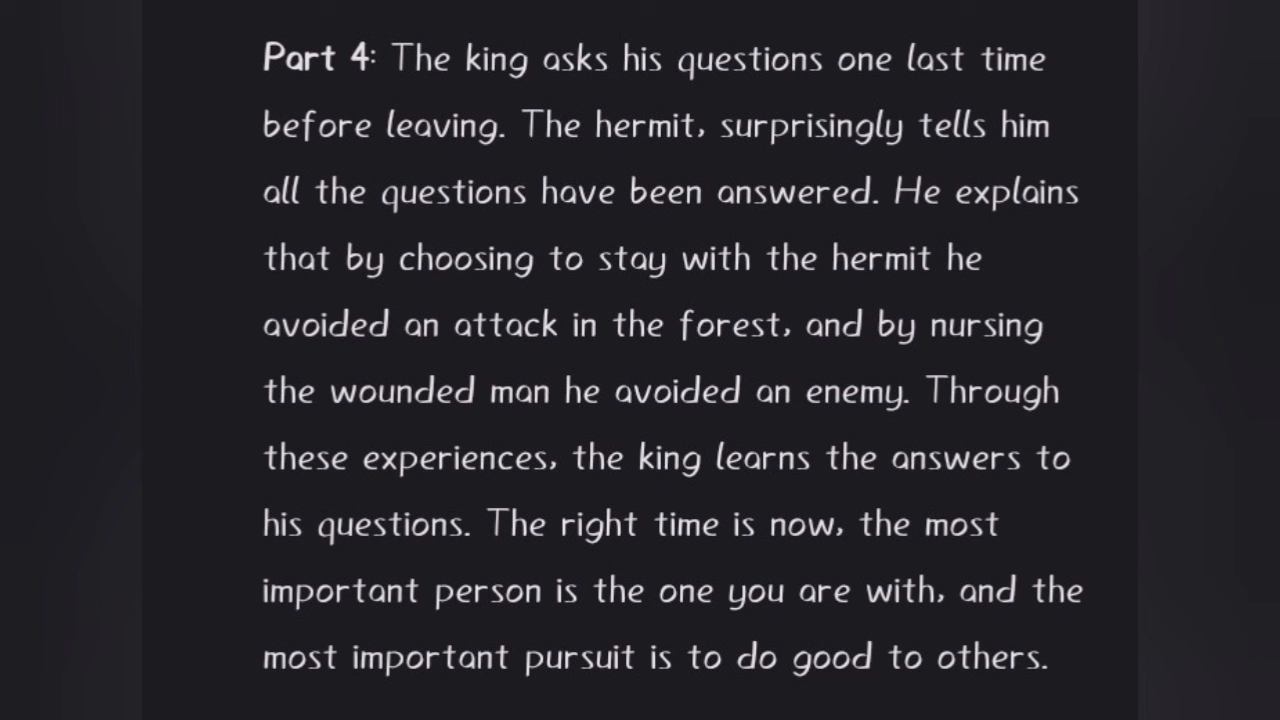 Part 4: The king asks his questions one last time
before leaving. The hermit, surprisingly tells him
all the questions have been answered. He explains
that by choosing to stay with the hermit he
avoided an attack in the forest, and by nursing
the wounded man he avoided an enemy. Through
these experiences, the king learns the answers to
his questions. The right time is now, the most
important person is the one you are with, and the
most important pursuit is to do good to others.